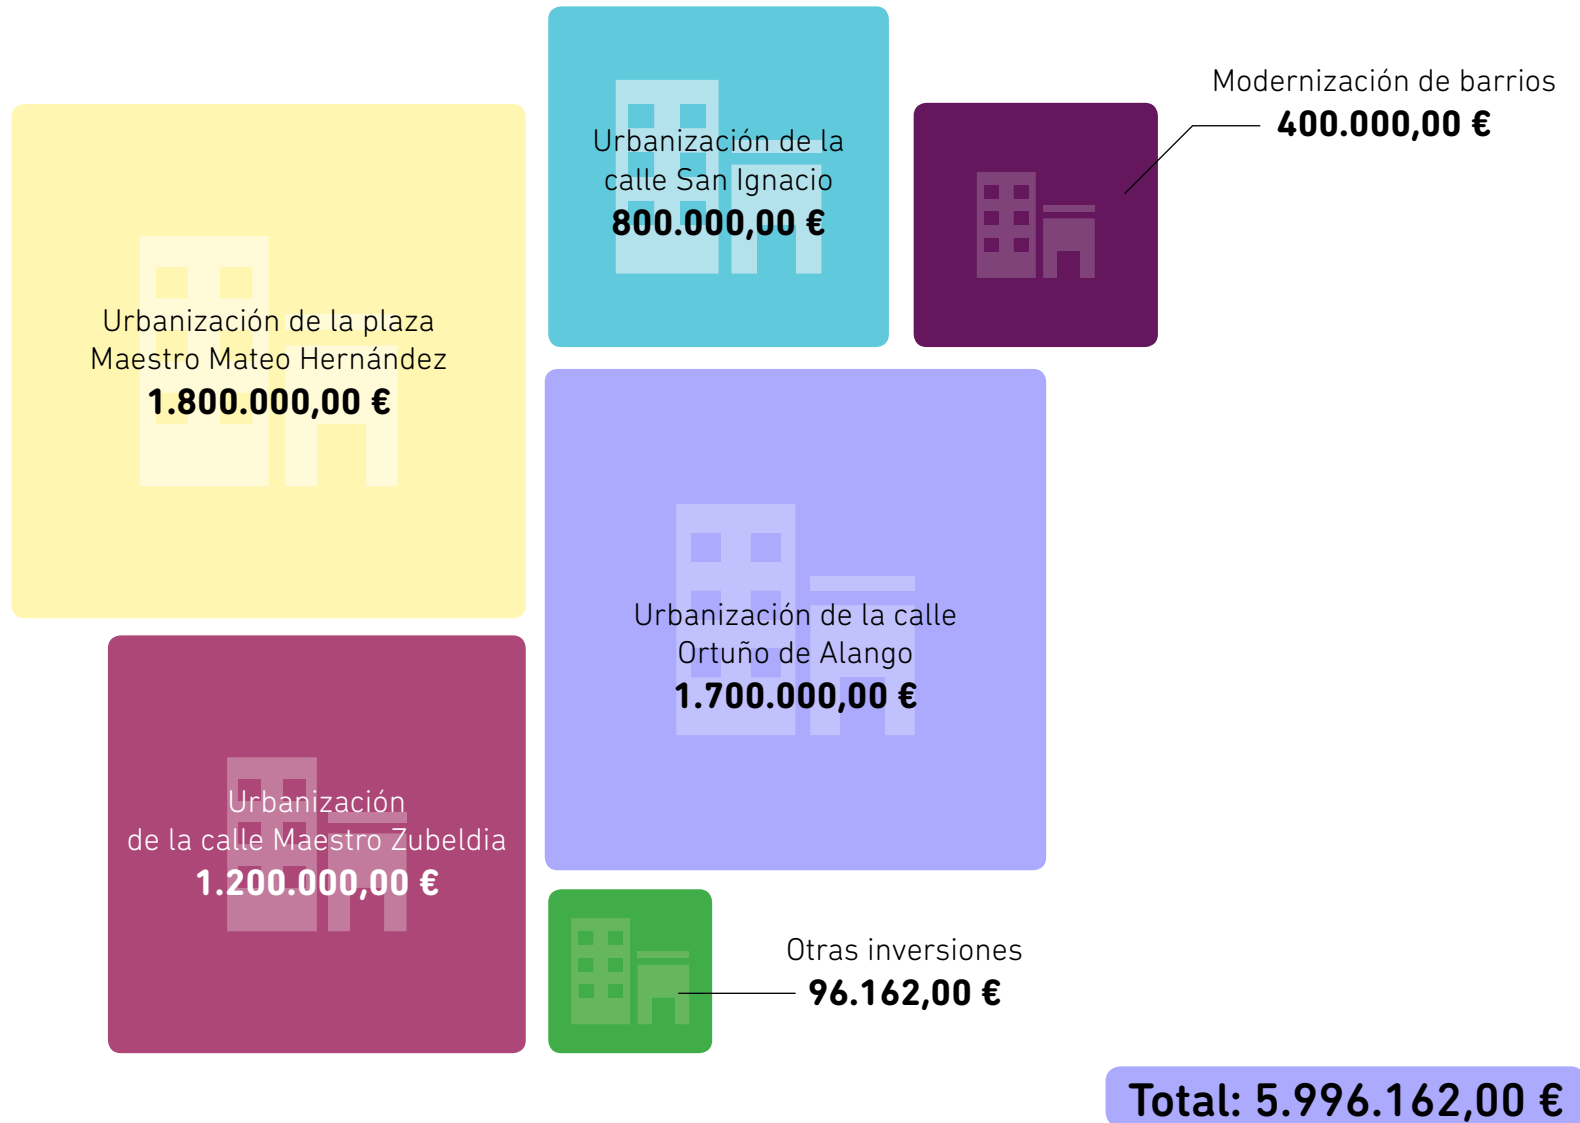 Urbanización de la plaza
Maestro Mateo Hernández
1.800.000,00 €
Urbanización de la
calle San Ignacio
800.000,00 €
Modernización de barrios
400.000,00 €
Urbanización de la calle
Ortuño de Alango
1.700.000,00 €
Urbanización
de la calle Maestro Zubeldia
1.200.000,00 €
Otras inversiones
96.162,00 €
Total: 5.996.162,00 €